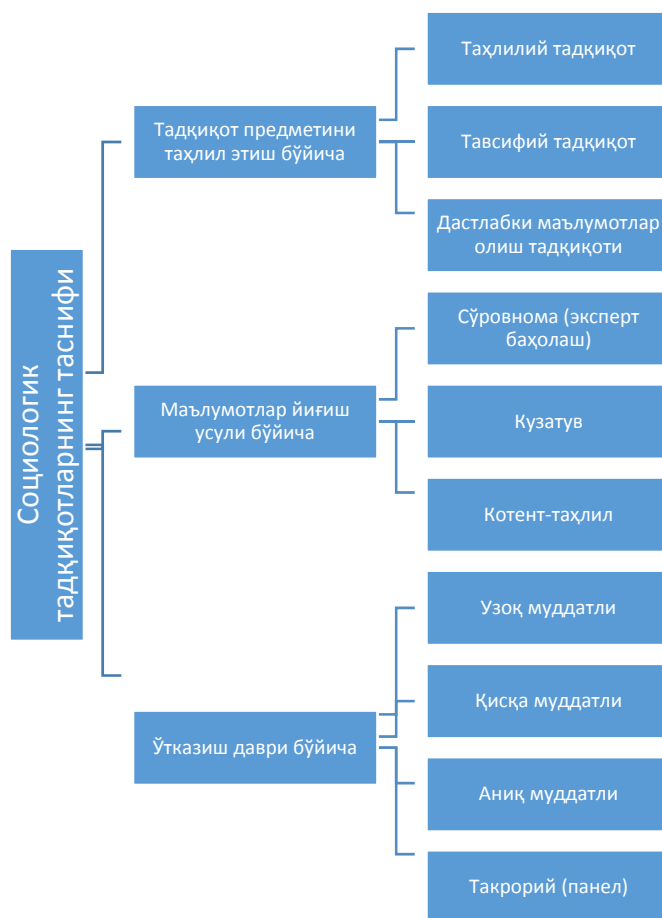 Социологик
тадқиқотларнинг таснифи
Тадқиқот предметини
таҳлил этиш бўйича
Таҳлилий тадқиқот
Тавсифий тадқиқот
Дастлабки маълумотлар
олиш тадқиқоти
Маълумотлар йиғиш
усули бўйича
Сўровнома (эксперт
баҳолаш)
Кузатув
Котент-таҳлил
Ўтказиш даври бўйича
Узоқ муддатли
Қисқа муддатли
Аниқ муддатли
Такрорий (панел)